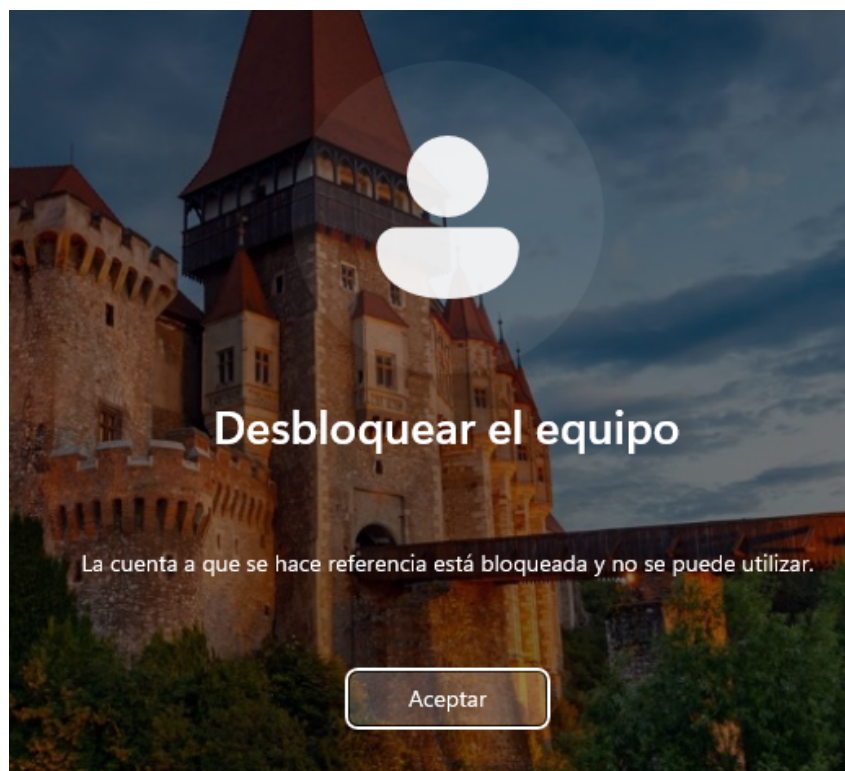 Desbloquear el equipo
La cuenta a que se hace referencia está bloqueada y no se puede utilizar.
Aceptar